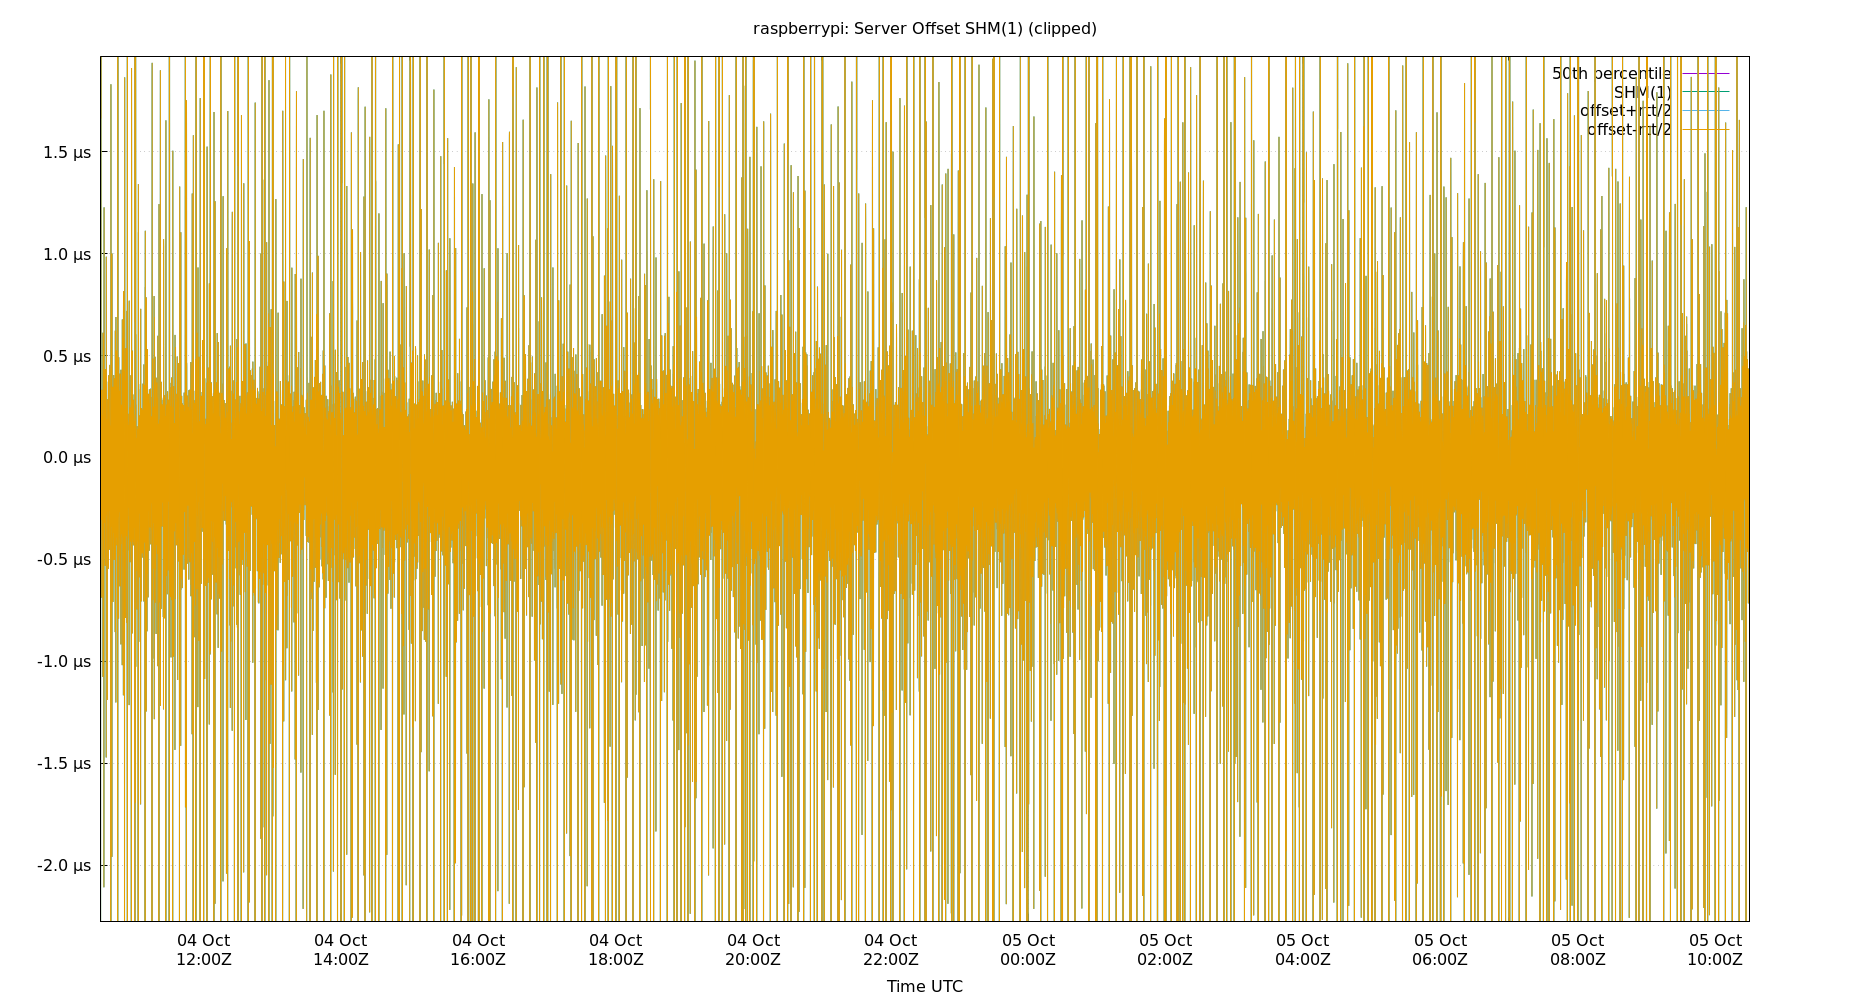 raspberrypi: Server Offset SHM(1) (clipped)
50th percentile
SHM(1)
offset+rtt/2
offset-rtt/2
1.5 µs
1.0 µs
0.5 µs
0.0 µs
-0.5 µs
-1.0 µs
-1.5 µs
-2.0 µs
04 Oct 04 Oct 04 Oct 04 Oct 04 Oct 04 Oct 05 Oct 05 Oct 05 Oct 05 Oct 05 Oct 05 Oct
12:00Z 14:00Z 16:00Z 18:00Z 20:00Z 22:00Z 00:00Z 02:00Z 04:00Z 06:00Z 08:00Z 10:00Z
Time UTC